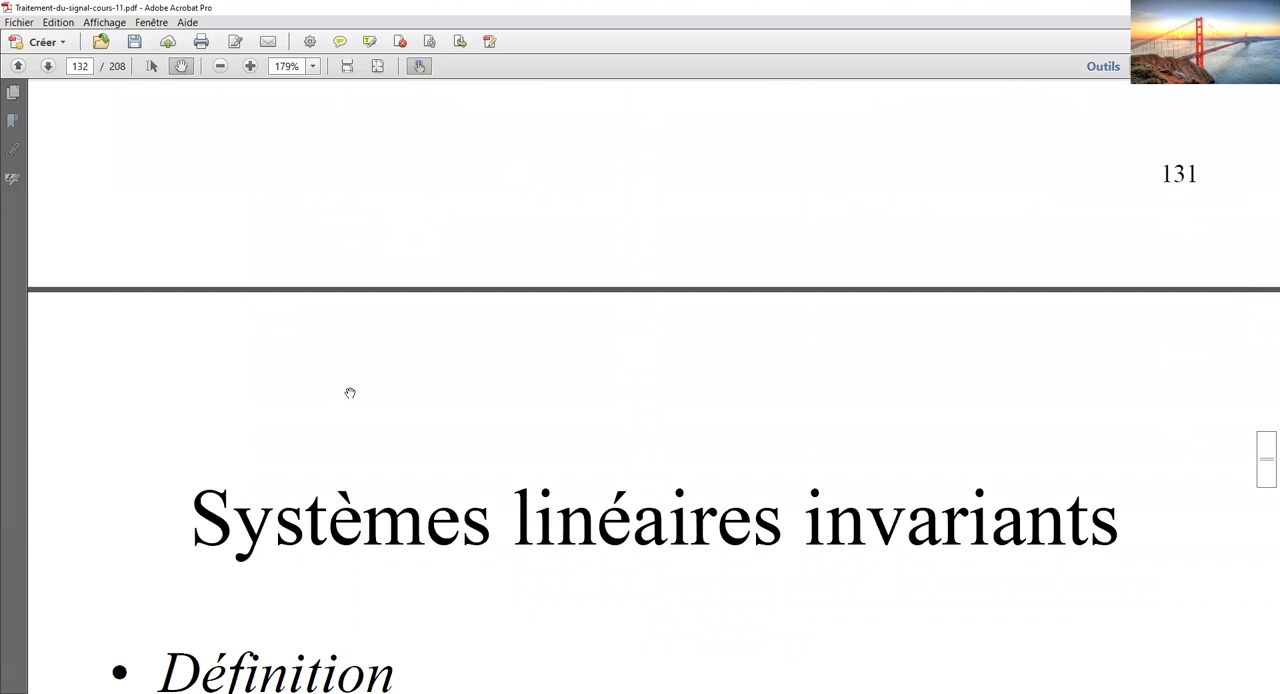 Traitement-du-signal-cours-11.pdf - Adobe Acrobat Pro
Fichier Edition Affichage Fenêtre Aide
Créer
132 / 208 179% Outils
131
Systèmes linéaires invariants
• Définition